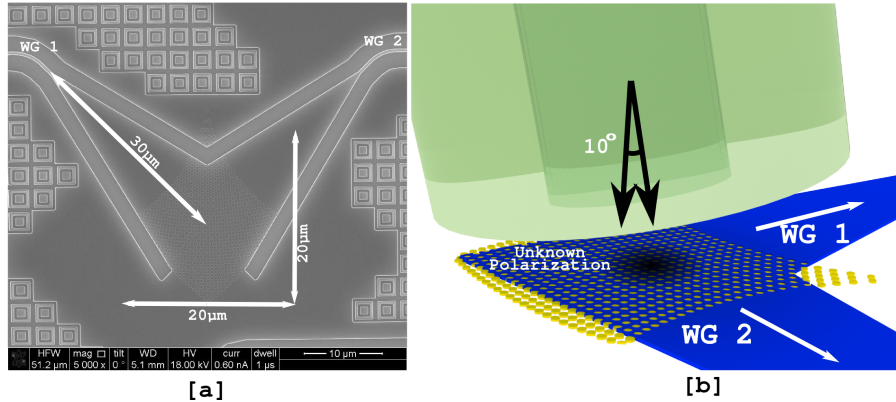 WG 1
WG 2
30μm
20μm
20μm
HFW mag □ tilt WD HV curr dwell
51.2 μm 5 000 x 0 ° 5.1 mm 18.00 kV 0.60 nA 1 μs
10 μm
[a]
10°
Unknown
Polarization
WG 1
WG 2
[b]